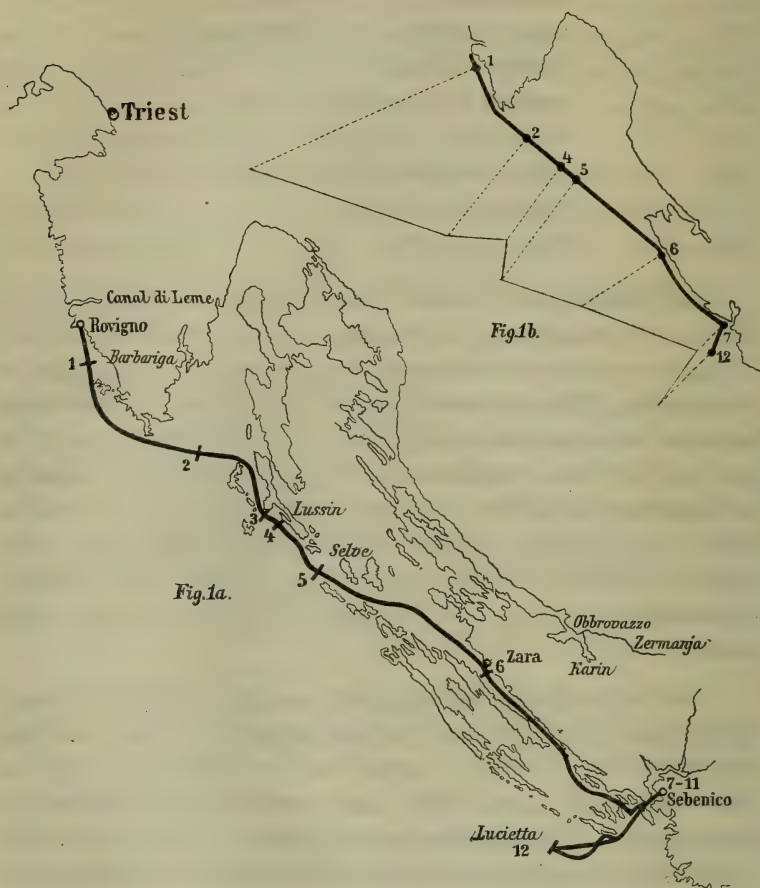 Triest
Canal di Leme
Rovigno
1
Barbariga
2
3
4
Lussin
5
Selve
Fig.1a.
6
Zara
Obbrovazzo
Zermanja
Karin
7-11
Sebenico
Lucietta
12
1
2
4
5
6
7
12
Fig.1b.